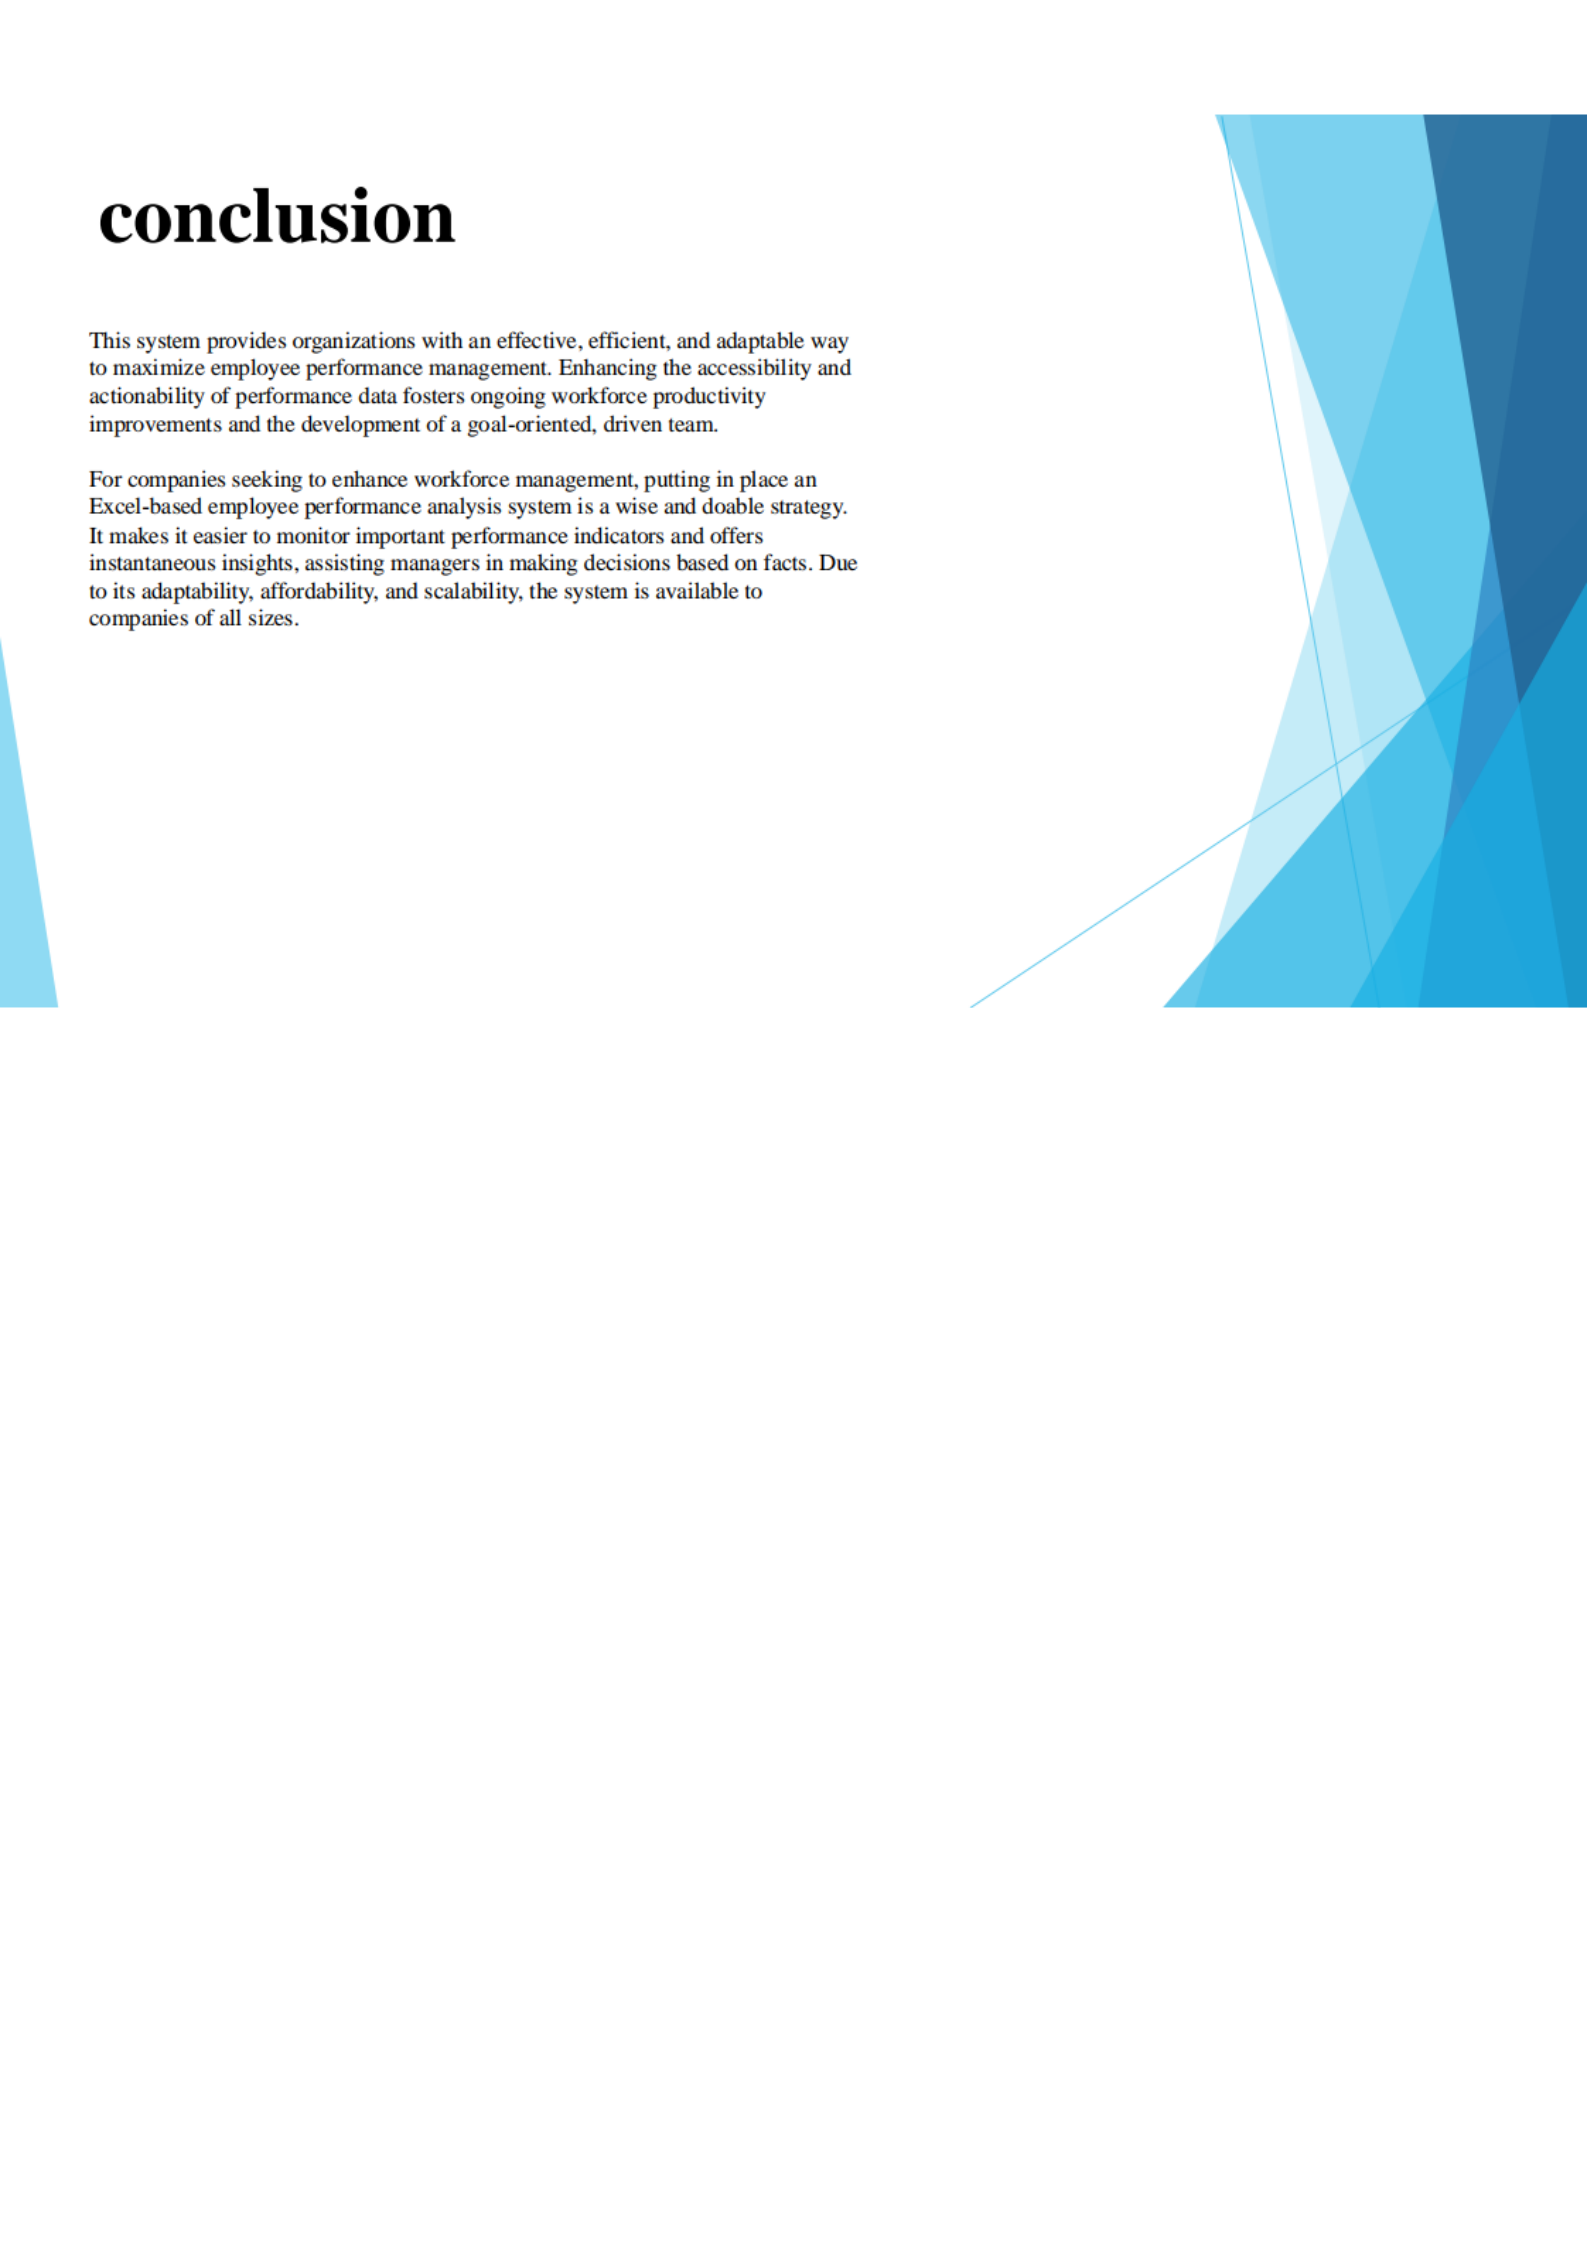 conclusion
This system provides organizations with an effective, efficient, and adaptable way
to maximize employee performance management. Enhancing the accessibility and
actionability of performance data fosters ongoing workforce productivity
improvements and the development of a goal-oriented, driven team.
For companies seeking to enhance workforce management, putting in place an
Excel-based employee performance analysis system is a wise and doable strategy.
It makes it easier to monitor important performance indicators and offers
instantaneous insights, assisting managers in making decisions based on facts. Due
to its adaptability, affordability, and scalability, the system is available to
companies of all sizes.